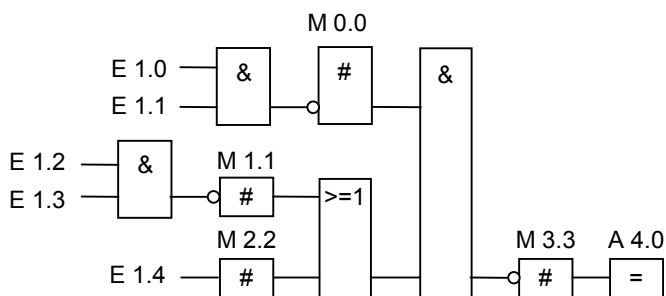 M 0.0
E 1.0
&
#
&
E 1.1
E 1.2
&
M 1.1
E 1.3
#
>=1
M 2.2
M 3.3
A 4.0
E 1.4
#
#
=